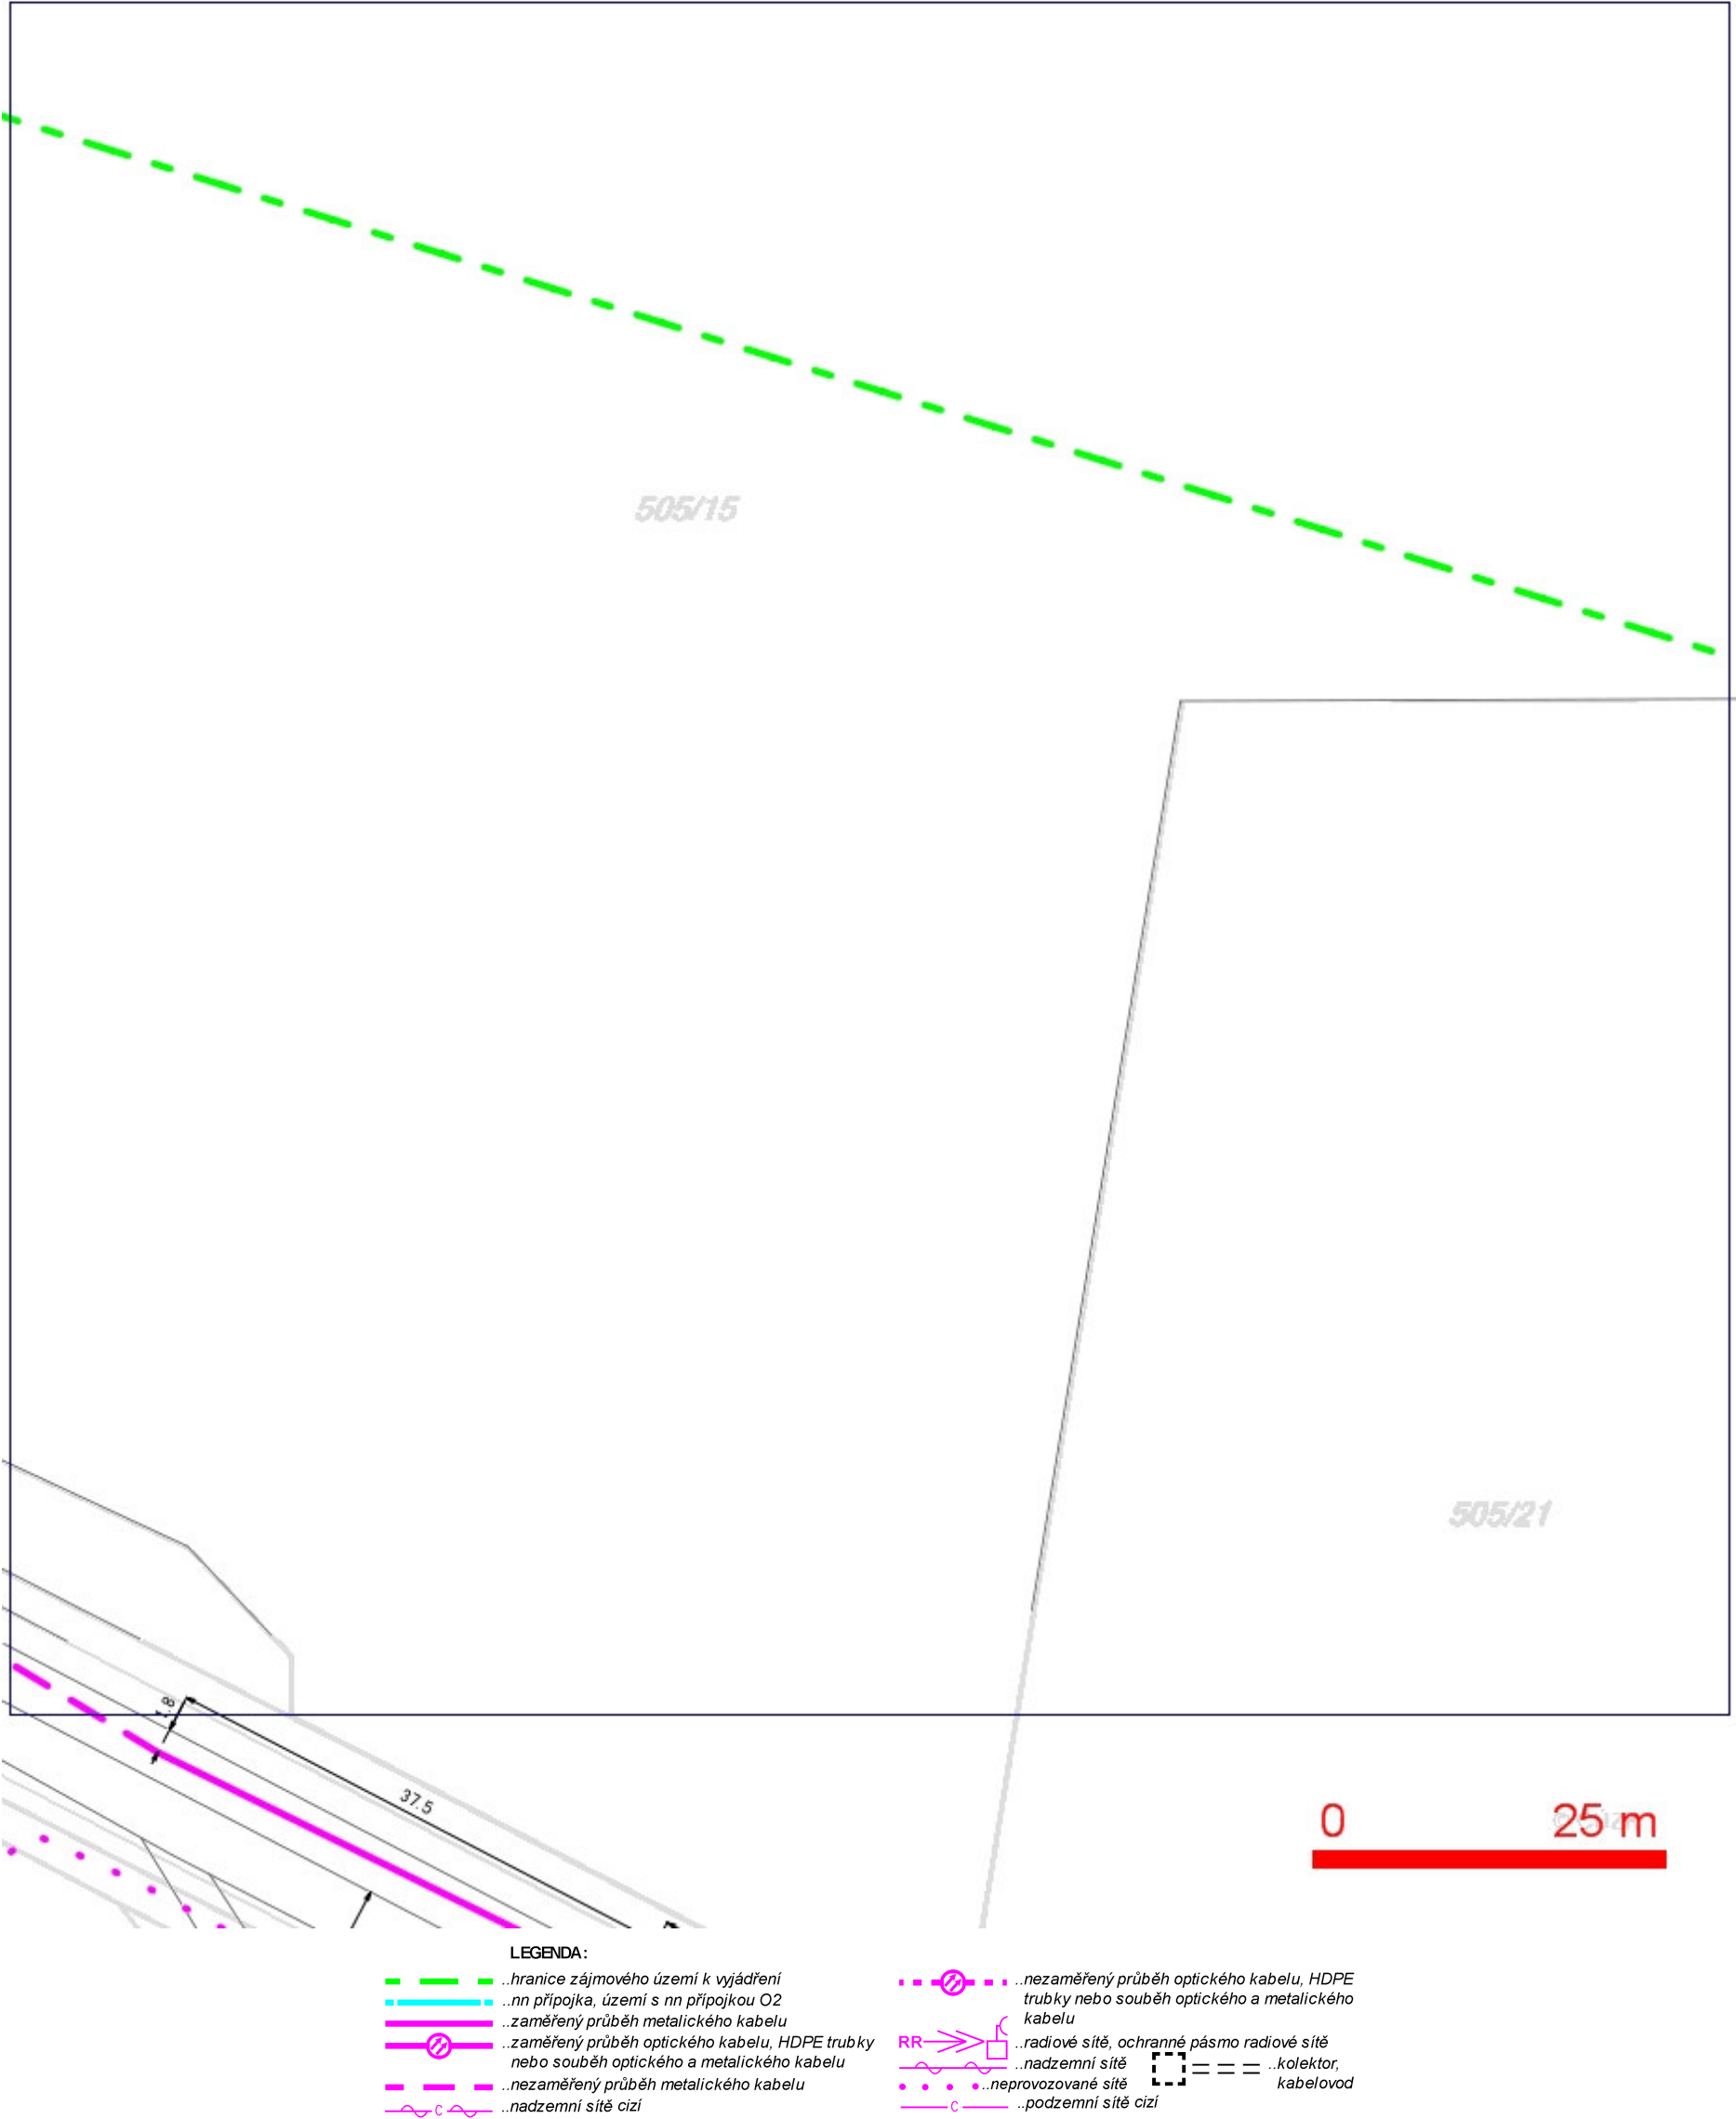 505/15
505/21
1.8
37.5
0 25 m
LEGENDA:
..hranice zájmového území k vyjádření
..nn přípojka, území s nn přípojkou O2
..zaměřený průběh metalického kabelu
..zaměřený průběh optického kabelu, HDPE trubky
nebo souběh optického a metalického kabelu
..nezaměřený průběh metalického kabelu
C ..nadzemní sítě cizí
..nezaměřený průběh optického kabelu, HDPE
trubky nebo souběh optického a metalického
kabelu
RR ..radiové sítě, ochranné pásmo radiové sítě
..nadzemní sítě
..kolektor,
kabelovod
..neprovozované sítě
C ..podzemní sítě cizí